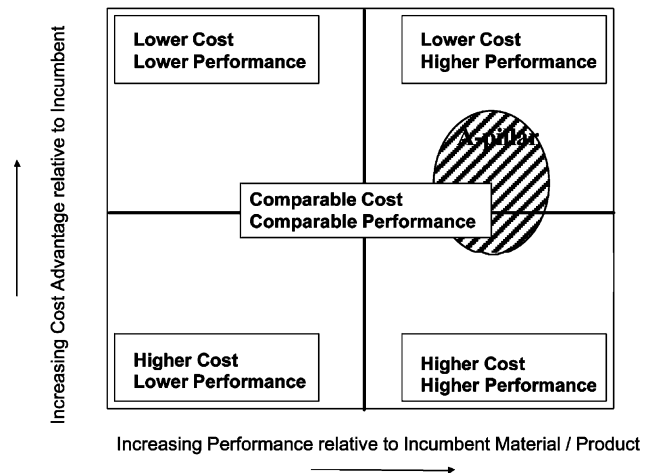 Lower Cost
Lower Performance
Lower Cost
Higher Performance
A-pillar
Comparable Cost
Comparable Performance
Higher Cost
Lower Performance
Higher Cost
Higher Performance
Increasing Cost Advantage relative to Incumbent
Increasing Performance relative to Incumbent Material / Product